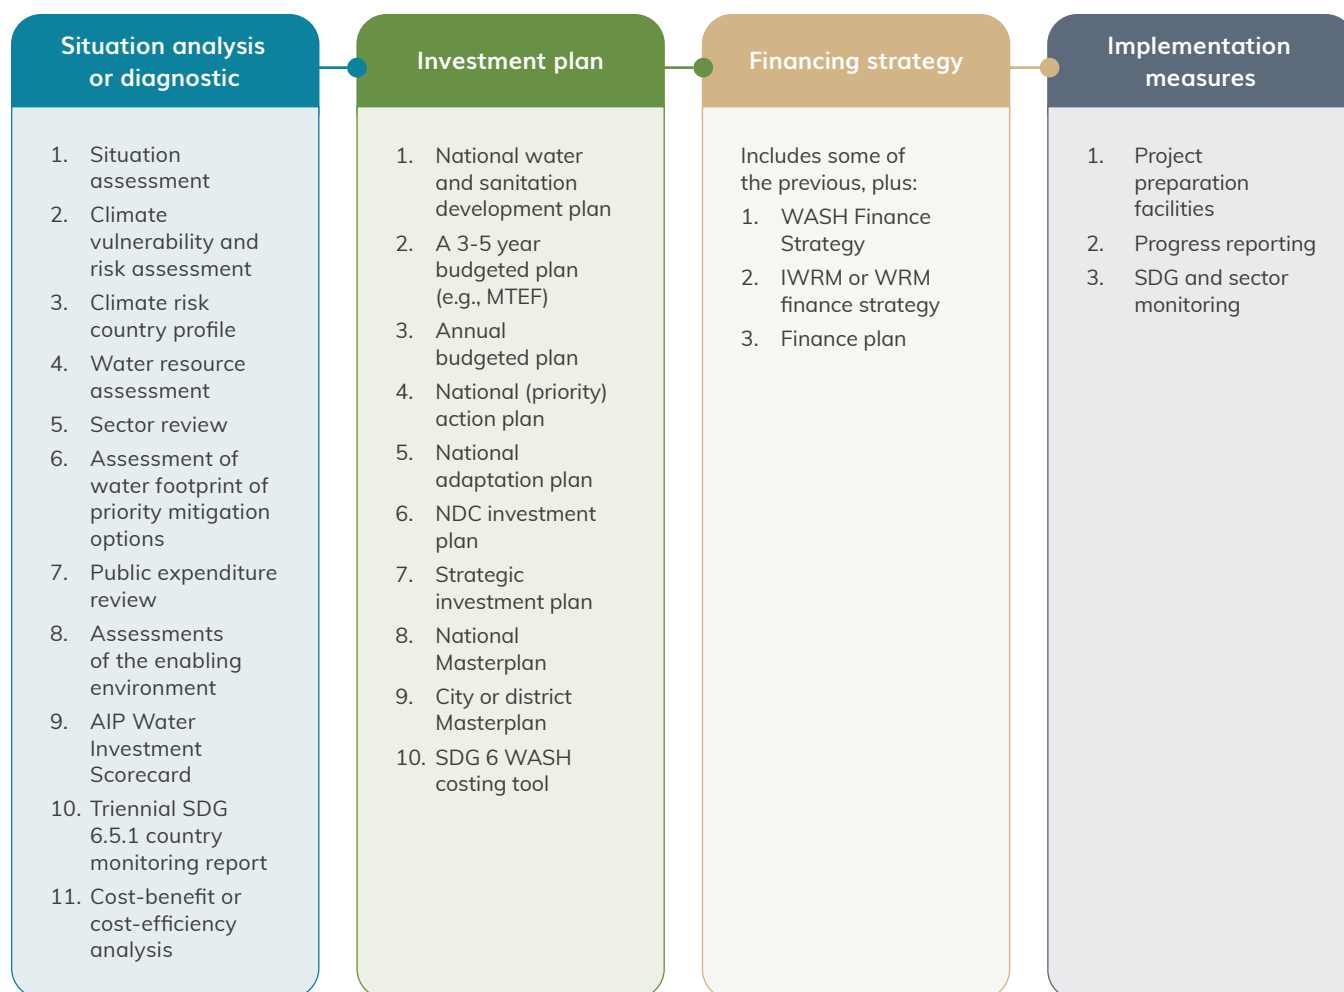 Situation analysis
or diagnostic
1. Situation
assessment
2. Climate
vulnerability and
risk assessment
3. Climate risk
country profile
4. Water resource
assessment
5. Sector review
6. Assessment of
water footprint of
priority mitigation
options
7. Public expenditure
review
8. Assessments
of the enabling
environment
9. AIP Water
Investment
Scorecard
10. Triennial SDG
6.5.1 country
monitoring report
11. Cost-benefit or
cost-efficiency
analysis
Investment plan
1. National water
and sanitation
development plan
2. A 3-5 year
budgeted plan
(e.g., MTEF)
3. Annual
budgeted plan
4. National (priority)
action plan
5. National
adaptation plan
6. NDC investment
plan
7. Strategic
investment plan
8. National
Masterplan
9. City or district
Masterplan
10. SDG 6 WASH
costing tool
Financing strategy
Includes some of
the previous, plus:
1. WASH Finance
Strategy
2. IWRM or WRM
finance strategy
3. Finance plan
Implementation
measures
1. Project
preparation
facilities
2. Progress reporting
3. SDG and sector
monitoring